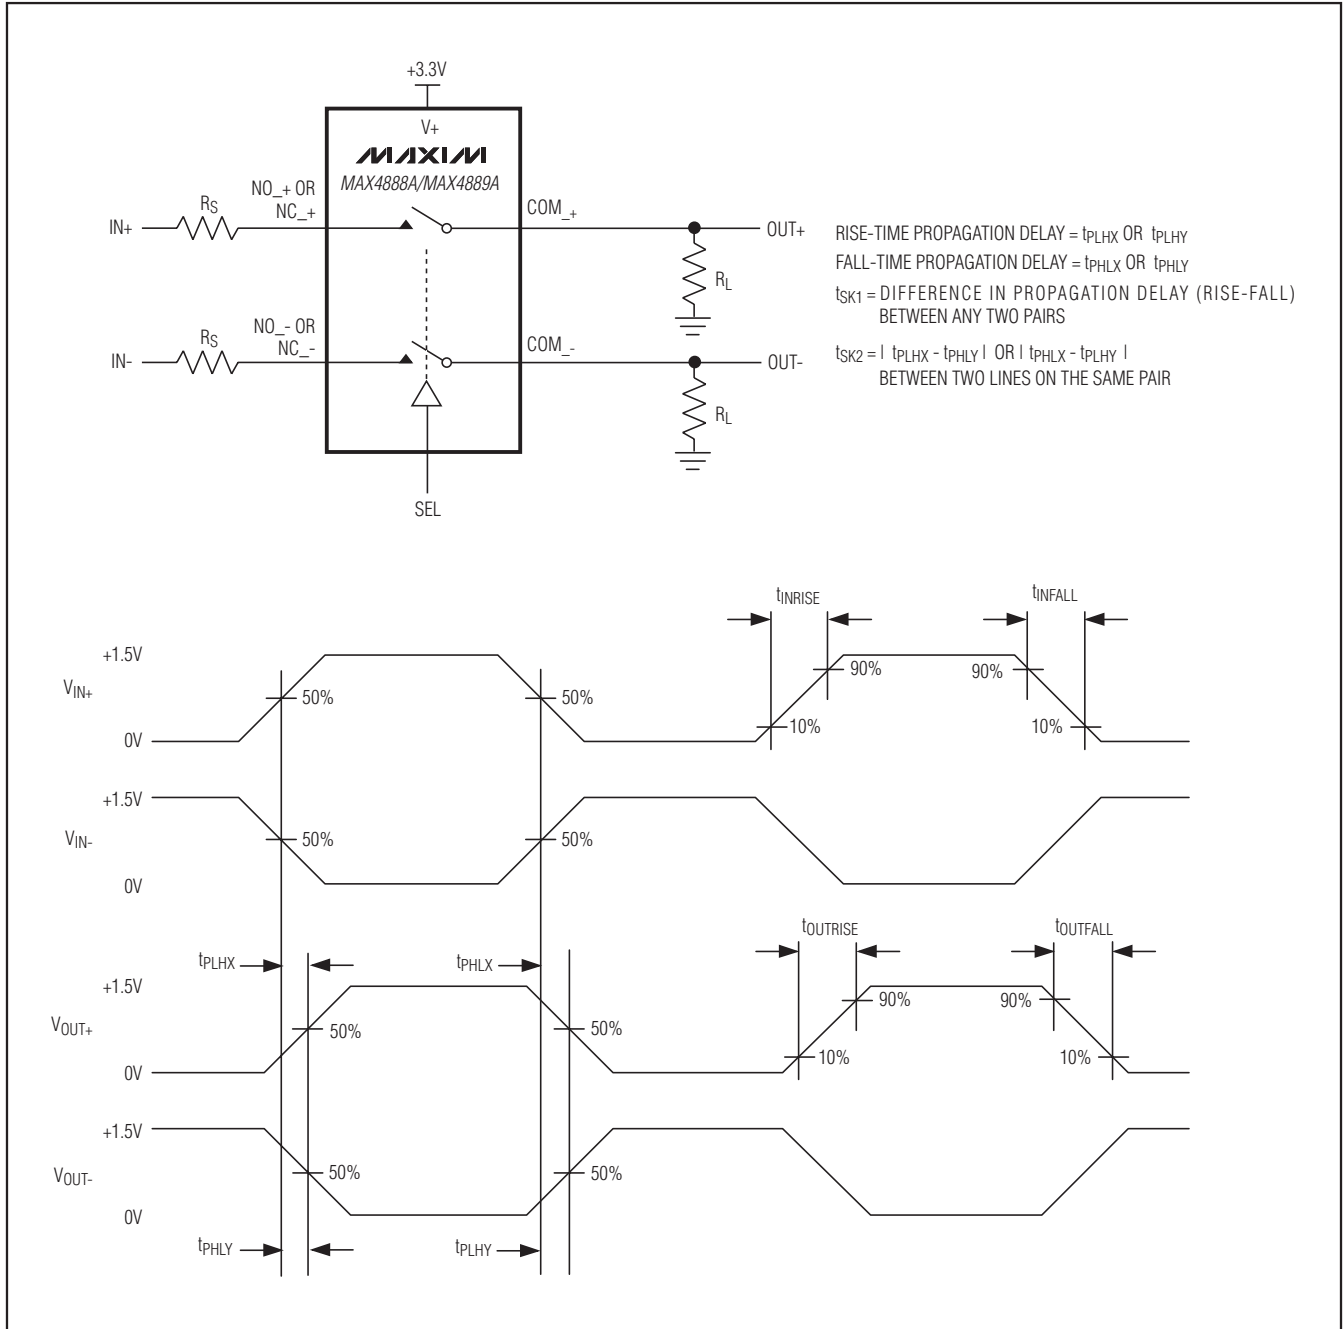 +3.3V
V+
MAXIM
MAX4888A/MAX4889A
NO_+ OR
NC_+
RS
IN+
COM_+
OUT+
RL
NO_- OR
NC_-
RS
IN-
COM_-
OUT-
RL
SEL
RISE-TIME PROPAGATION DELAY = tPLHX OR tPLHY
FALL-TIME PROPAGATION DELAY = tPHLX OR tPHLY
tSK1 = DIFFERENCE IN PROPAGATION DELAY (RISE-FALL)
BETWEEN ANY TWO PAIRS
tSK2 = | tPLHX - tPHLY | OR | tPHLX - tPLHY |
BETWEEN TWO LINES ON THE SAME PAIR
tINRISE
tINFALL
+1.5V
VIN+
0V
50%
50%
90%
10%
90%
10%
+1.5V
VIN-
0V
50%
50%
tOUTRISE
tOUTFALL
tPLHX
tPHLX
+1.5V
VOUT+
0V
50%
50%
90%
10%
90%
10%
+1.5V
VOUT-
0V
50%
50%
tPHLY
tPLHY